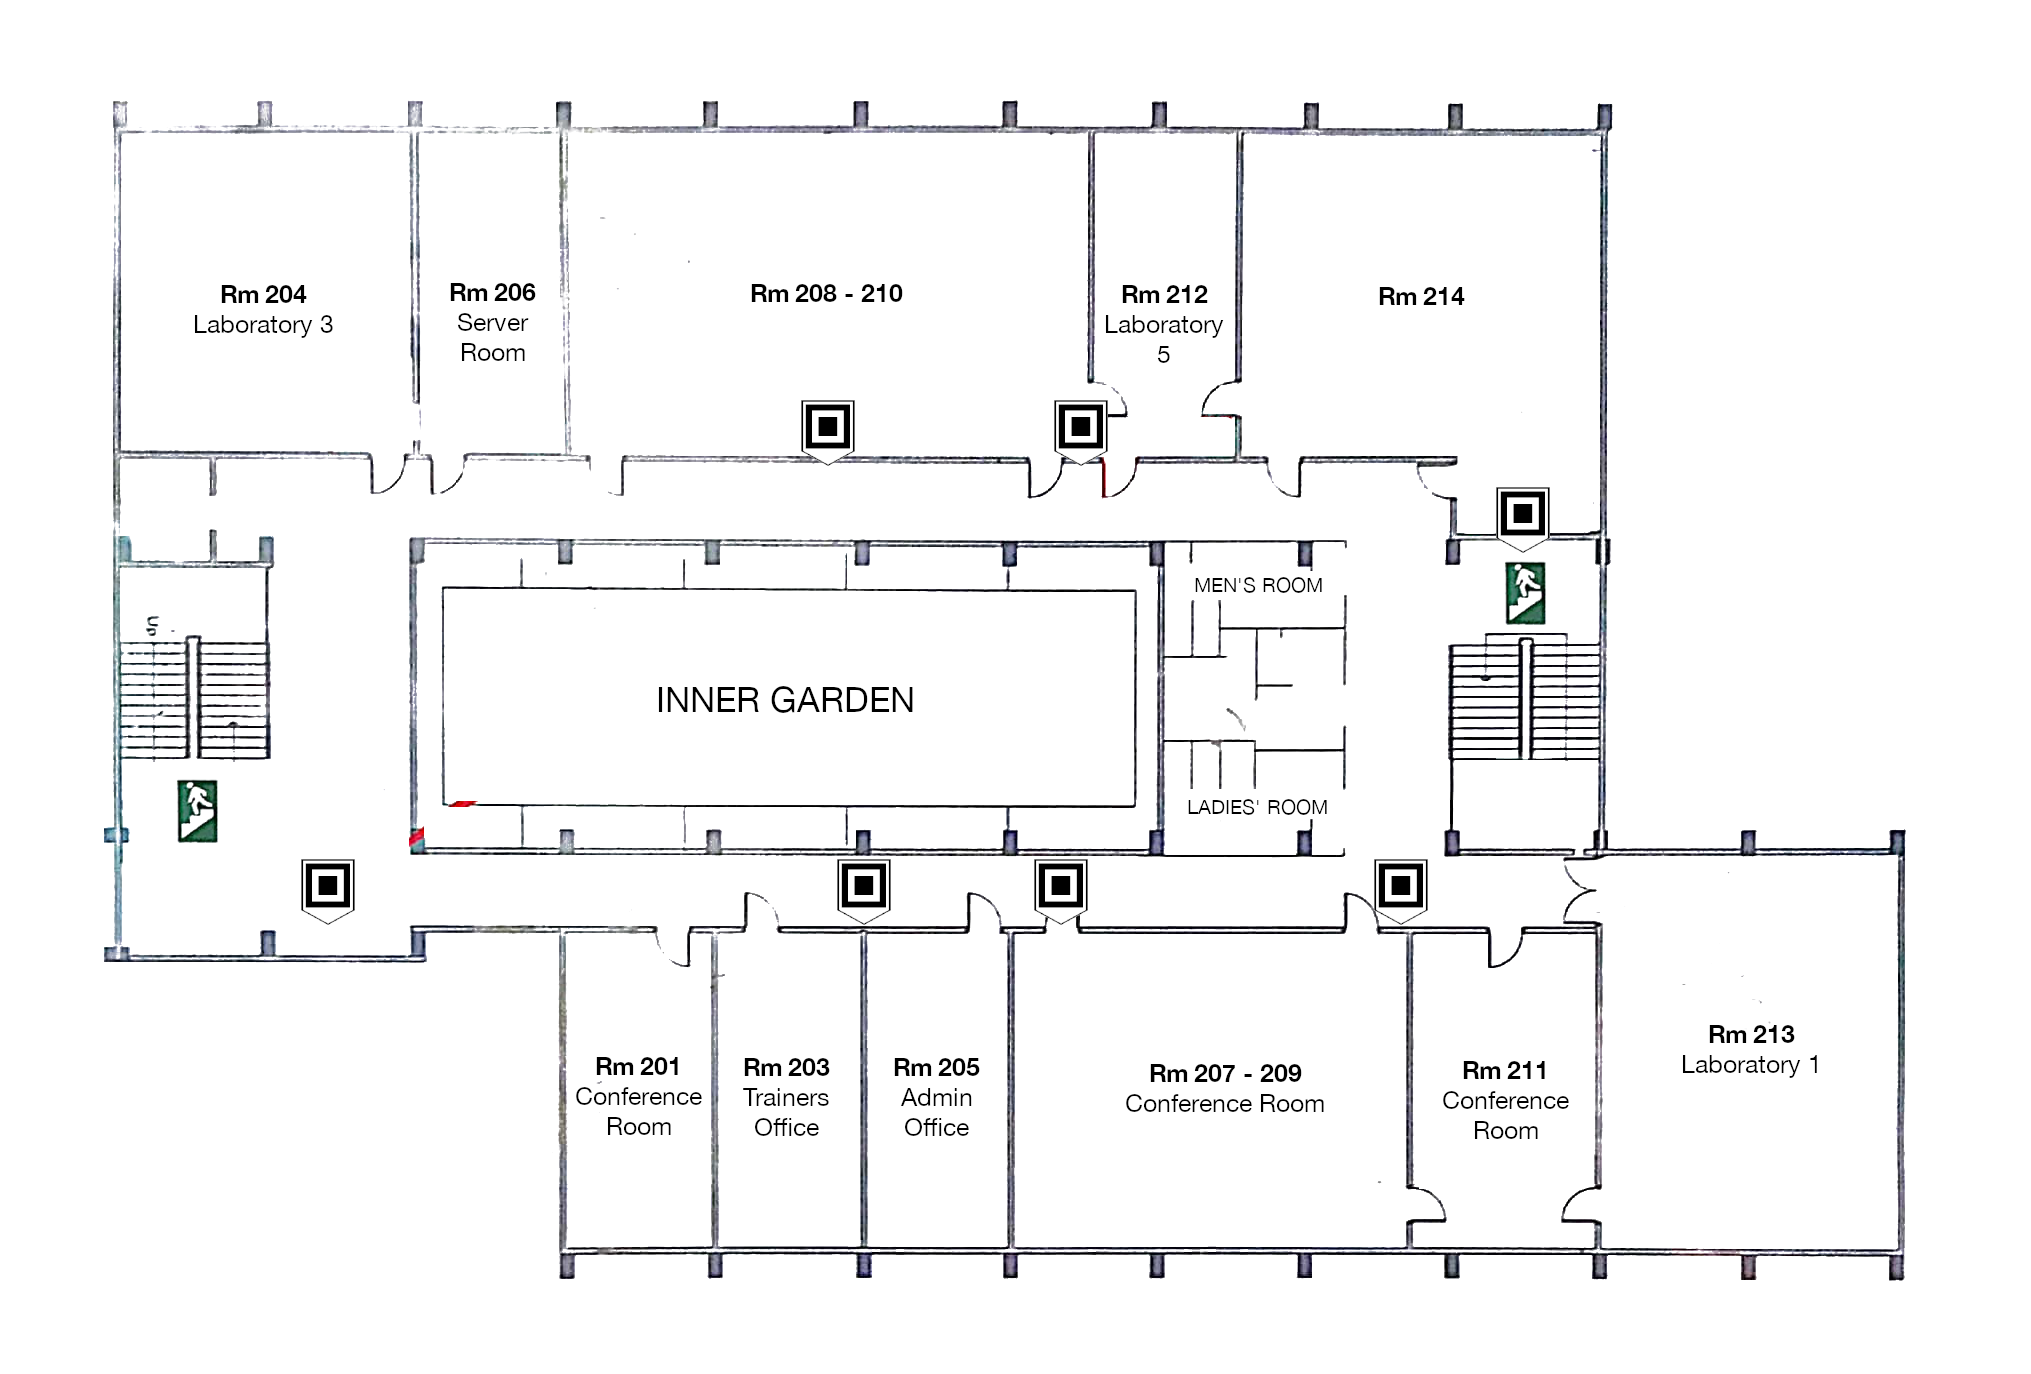 Rm 204
Laboratory 3
Rm 206
Server
Room
Rm 208 - 210
Rm 212
Laboratory
5
Rm 214
MEN'S ROOM
INNER GARDEN
LADIES' ROOM
Rm 201
Conference
Room
Rm 203
Trainers
Office
Rm 205
Admin
Office
Rm 207 - 209
Conference Room
Rm 211
Conference
Room
Rm 213
Laboratory 1